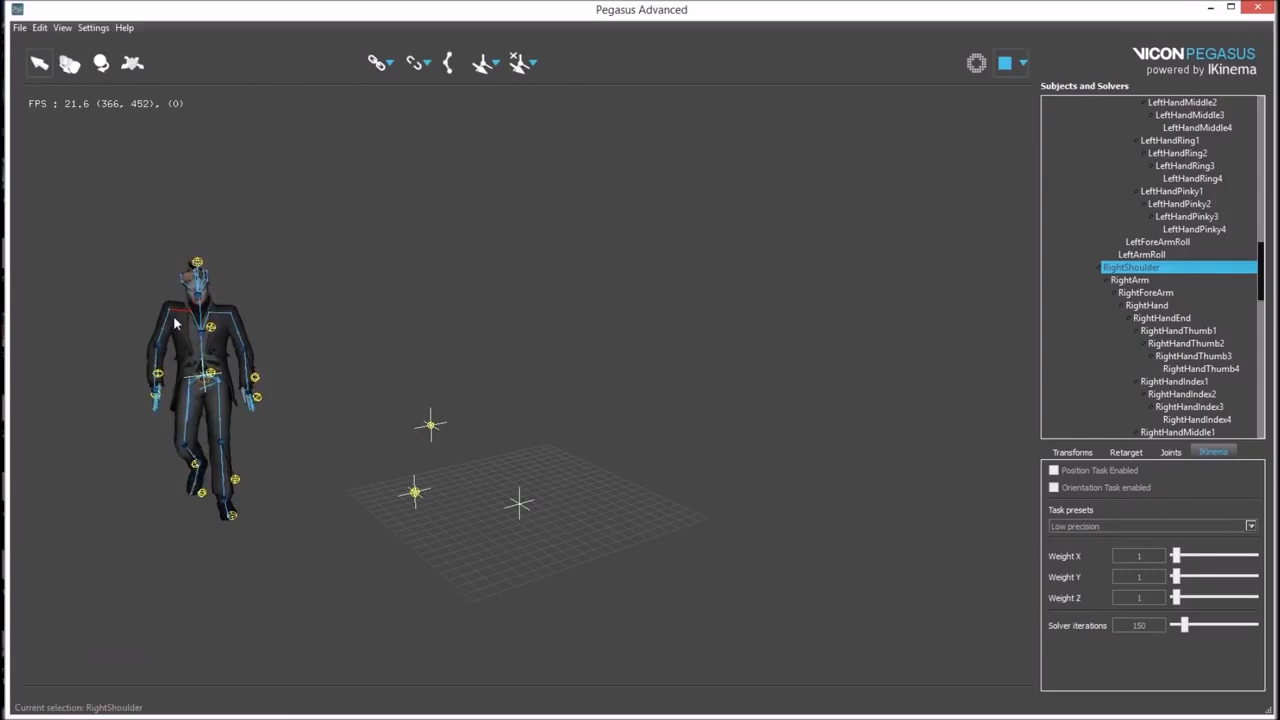 Pegasus Advanced
File Edit View Settings Help
VICON PEGASUS
powered by IKinema
Subjects and Solvers
FPS : 21.6 (366, 452), (0)
LeftHandMiddle2
LeftHandMiddle3
LeftHandMiddle4
LeftHandRing1
LeftHandRing2
LeftHandRing3
LeftHandRing4
LeftHandPinky1
LeftHandPinky2
LeftHandPinky3
LeftHandPinky4
LeftForeArmRoll
LeftArmRoll
RightShoulder
RightArm
RightForeArm
RightHand
RightHandEnd
RightHandThumb1
RightHandThumb2
RightHandThumb3
RightHandThumb4
RightHandIndex1
RightHandIndex2
RightHandIndex3
RightHandIndex4
RightHandMiddle1
Transforms Retarget Joints IKinema
Position Task Enabled
Orientation Task enabled
Task presets
Low precision
Weight X 1
Weight Y 1
Weight Z 1
Solver iterations 150
Current selection: RightShoulder